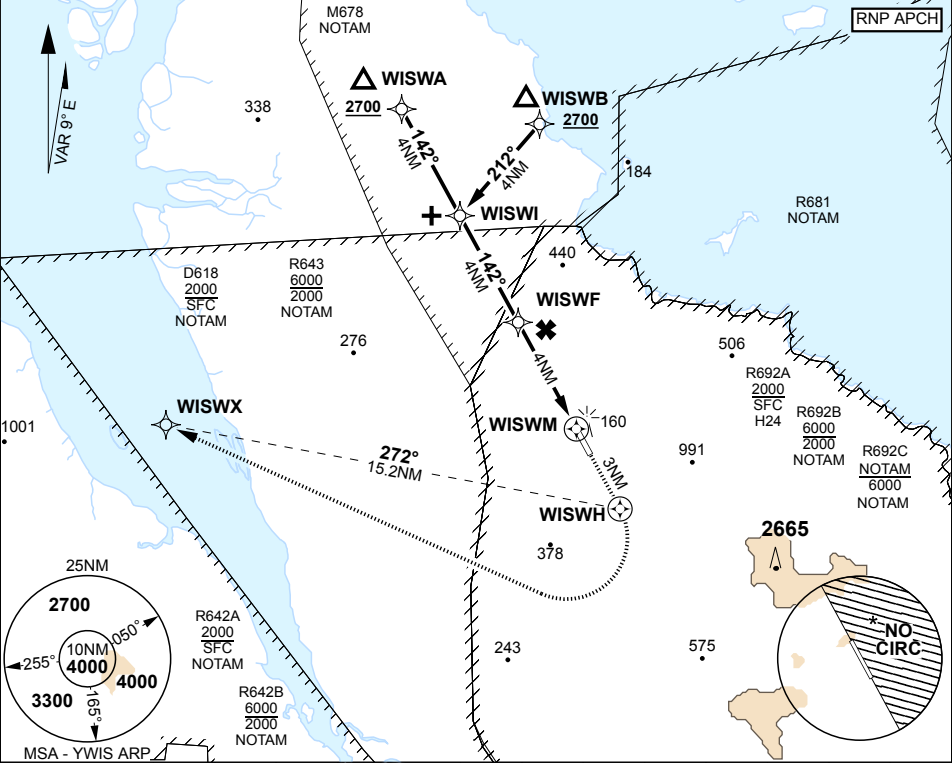 M678
NOTAM
RNP APCH
VAR 9° E
338
WISWA
2700
WISWB
2700
142°
4NM
212°
4NM
184
WISWI
R681
NOTAM
D618
2000
SFC
NOTAM
R643
6000
2000
NOTAM
142°
4NM
440
WISWF
276
4NM
506
R692A
2000
SFC
H24
R692B
6000
2000
NOTAM
R692C
NOTAM
6000
NOTAM
WISWX
1001
WISWM
160
991
272°
15.2NM
3NM
WISWH
378
2665
25NM
2700
050°
10NM
4000
255°
4000
3300
165°
MSA - YWIS ARP
R642A
2000
SFC
NOTAM
R642B
6000
2000
NOTAM
243
575
* NO
CIRC